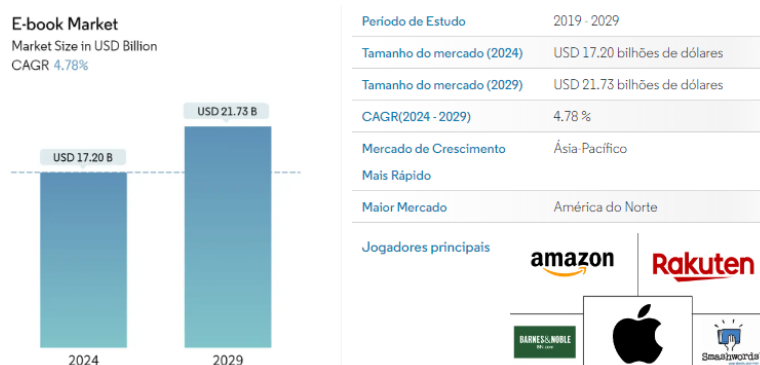 E-book Market
Market Size in USD Billion
CAGR 4.78%
USD 17.20 B
USD 21.73 B
2024
2029
Período de Estudo 2019 - 2029
Tamanho do mercado (2024) USD 17.20 bilhões de dólares
Tamanho do mercado (2029) USD 21.73 bilhões de dólares
CAGR(2024 - 2029) 4.78 %
Mercado de Crescimento Mais Rápido Ásia-Pacífico
Maior Mercado América do Norte
Jogadores principais
amazon
Rakuten
BARNES&NOBLE
Smashwords